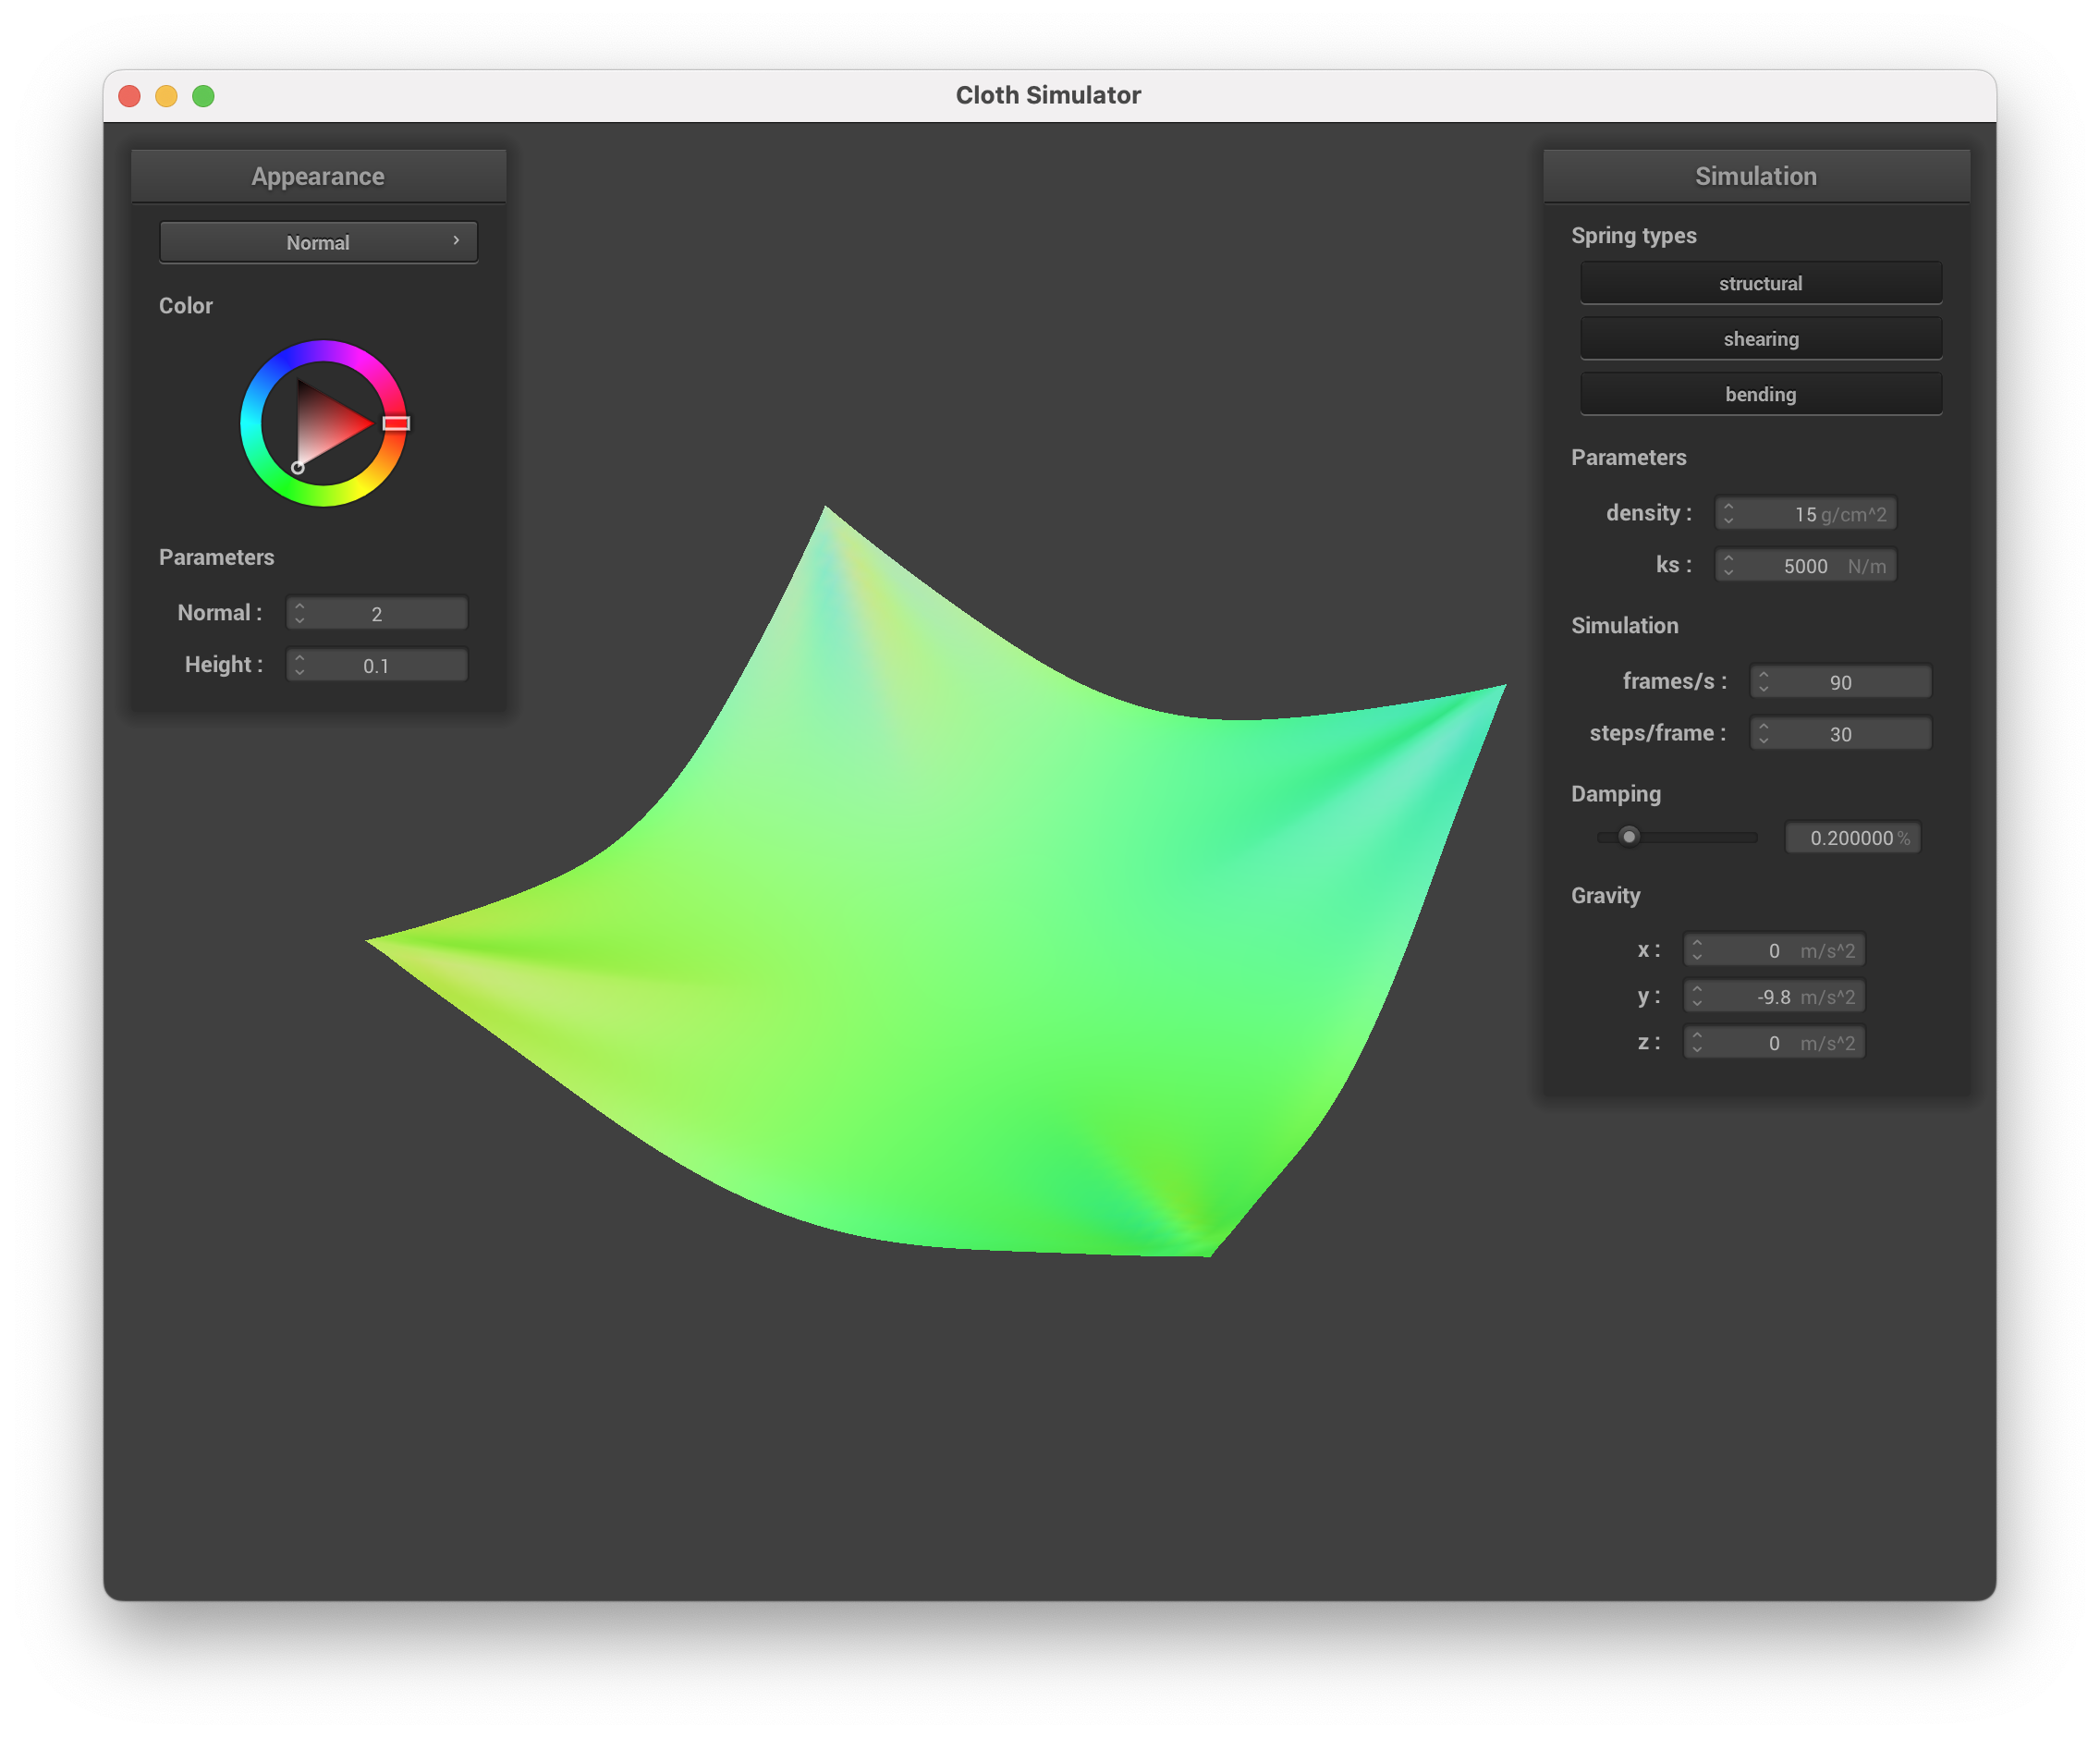 Cloth Simulator
Appearance
Normal
Color
Parameters
Normal : 2
Height : 0.1
Simulation
Spring types
structural
shearing
bending
Parameters
density : 15 g/cm^2
ks : 5000 N/m
Simulation
frames/s : 90
steps/frame : 30
Damping
0.200000 %
Gravity
x : 0 m/s^2
y : -9.8 m/s^2
z : 0 m/s^2